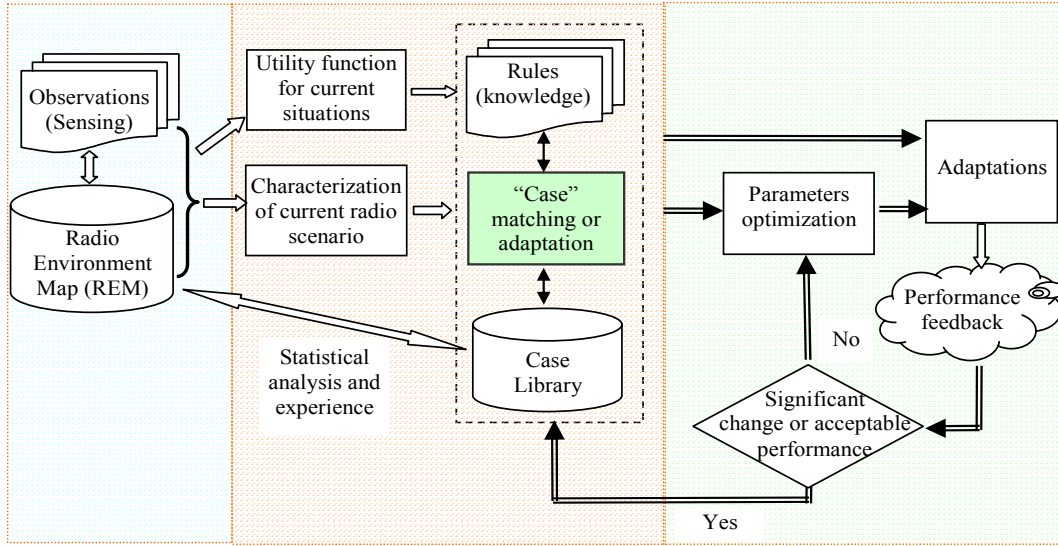 Observations
(Sensing)
Radio
Environment
Map (REM)
Utility function
for current
situations
Characterization
of current radio
scenario
Statistical
analysis and
experience
Rules
(knowledge)
“Case”
matching or
adaptation
Case
Library
Parameters
optimization
Adaptations
Performance
feedback
No
Significant
change or acceptable
performance
Yes